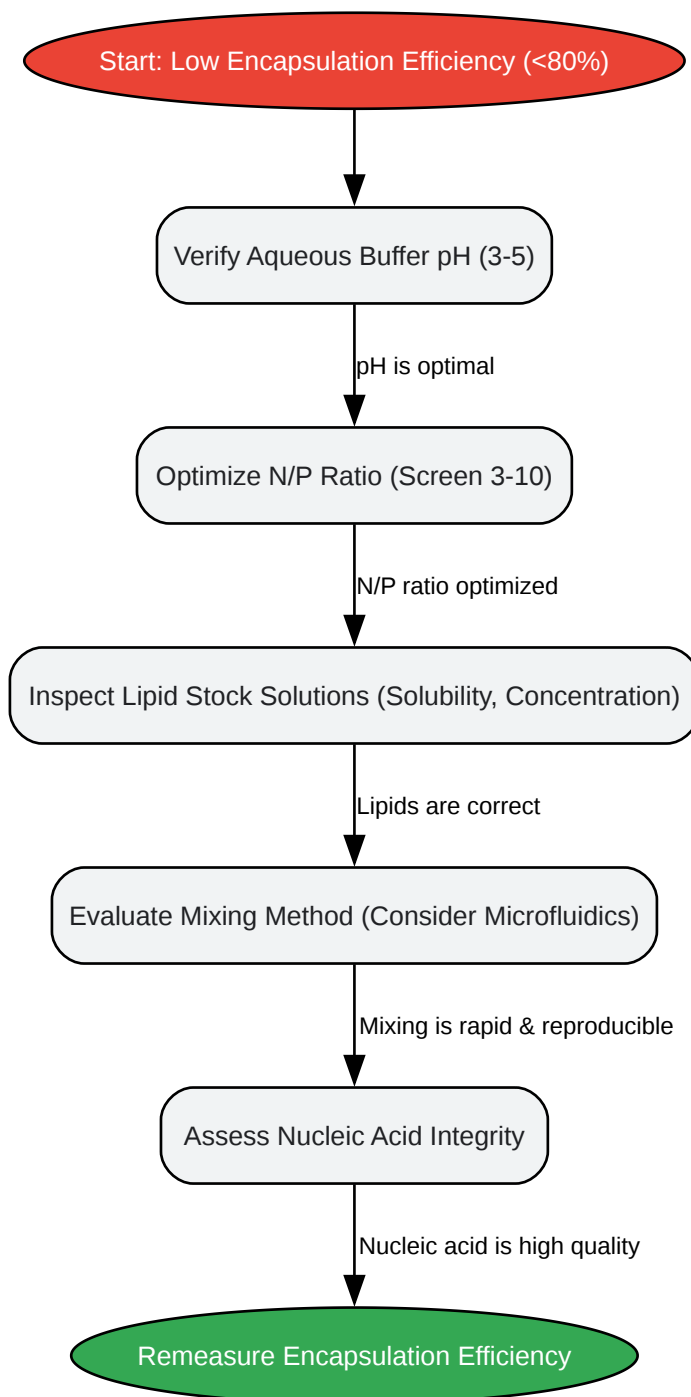 Start: Low Encapsulation Efficiency (<80%)
Verify Aqueous Buffer pH (3-5)
pH is optimal
Optimize N/P Ratio (Screen 3-10)
N/P ratio optimized
Inspect Lipid Stock Solutions (Solubility, Concentration)
Lipids are correct
Evaluate Mixing Method (Consider Microfluidics)
Mixing is rapid & reproducible
Assess Nucleic Acid Integrity
Nucleic acid is high quality
Remeasure Encapsulation Efficiency